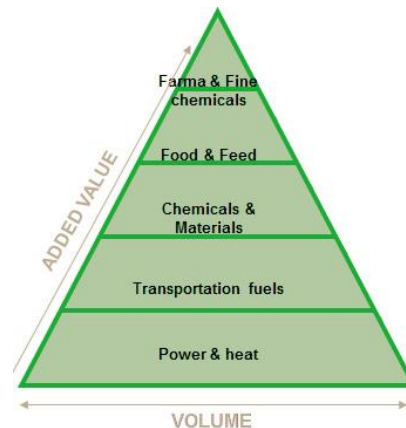 Farma & Fine
chemicals
Food & Feed
Chemicals &
Materials
Transportation fuels
Power & heat
ADDED VALUE
VOLUME